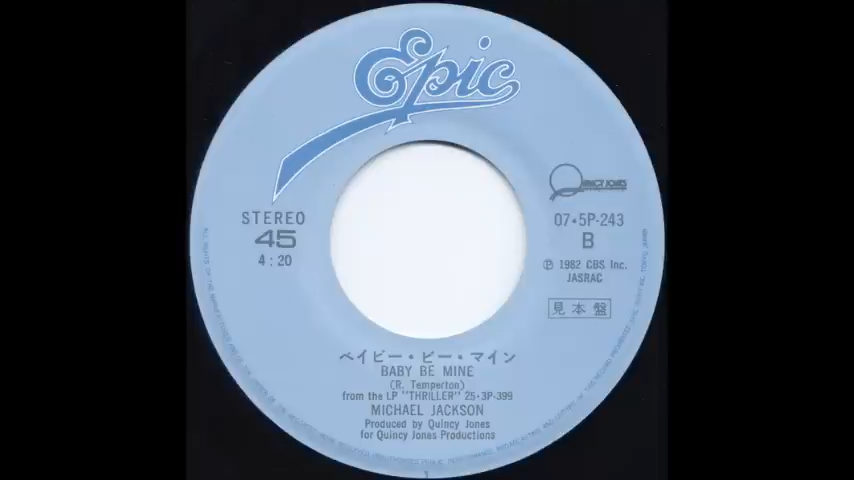 Epic
QUINCY JONES
STEREO
45
4:20
07・5P-243
B
Ⓟ 1982 CBS Inc.
JASRAC
見本盤
ベイビー・ビー・マイン
BABY BE MINE
(R. Temperton)
from the LP "THRILLER" 25・3P-399
MICHAEL JACKSON
Produced by Quincy Jones
for Quincy Jones Productions